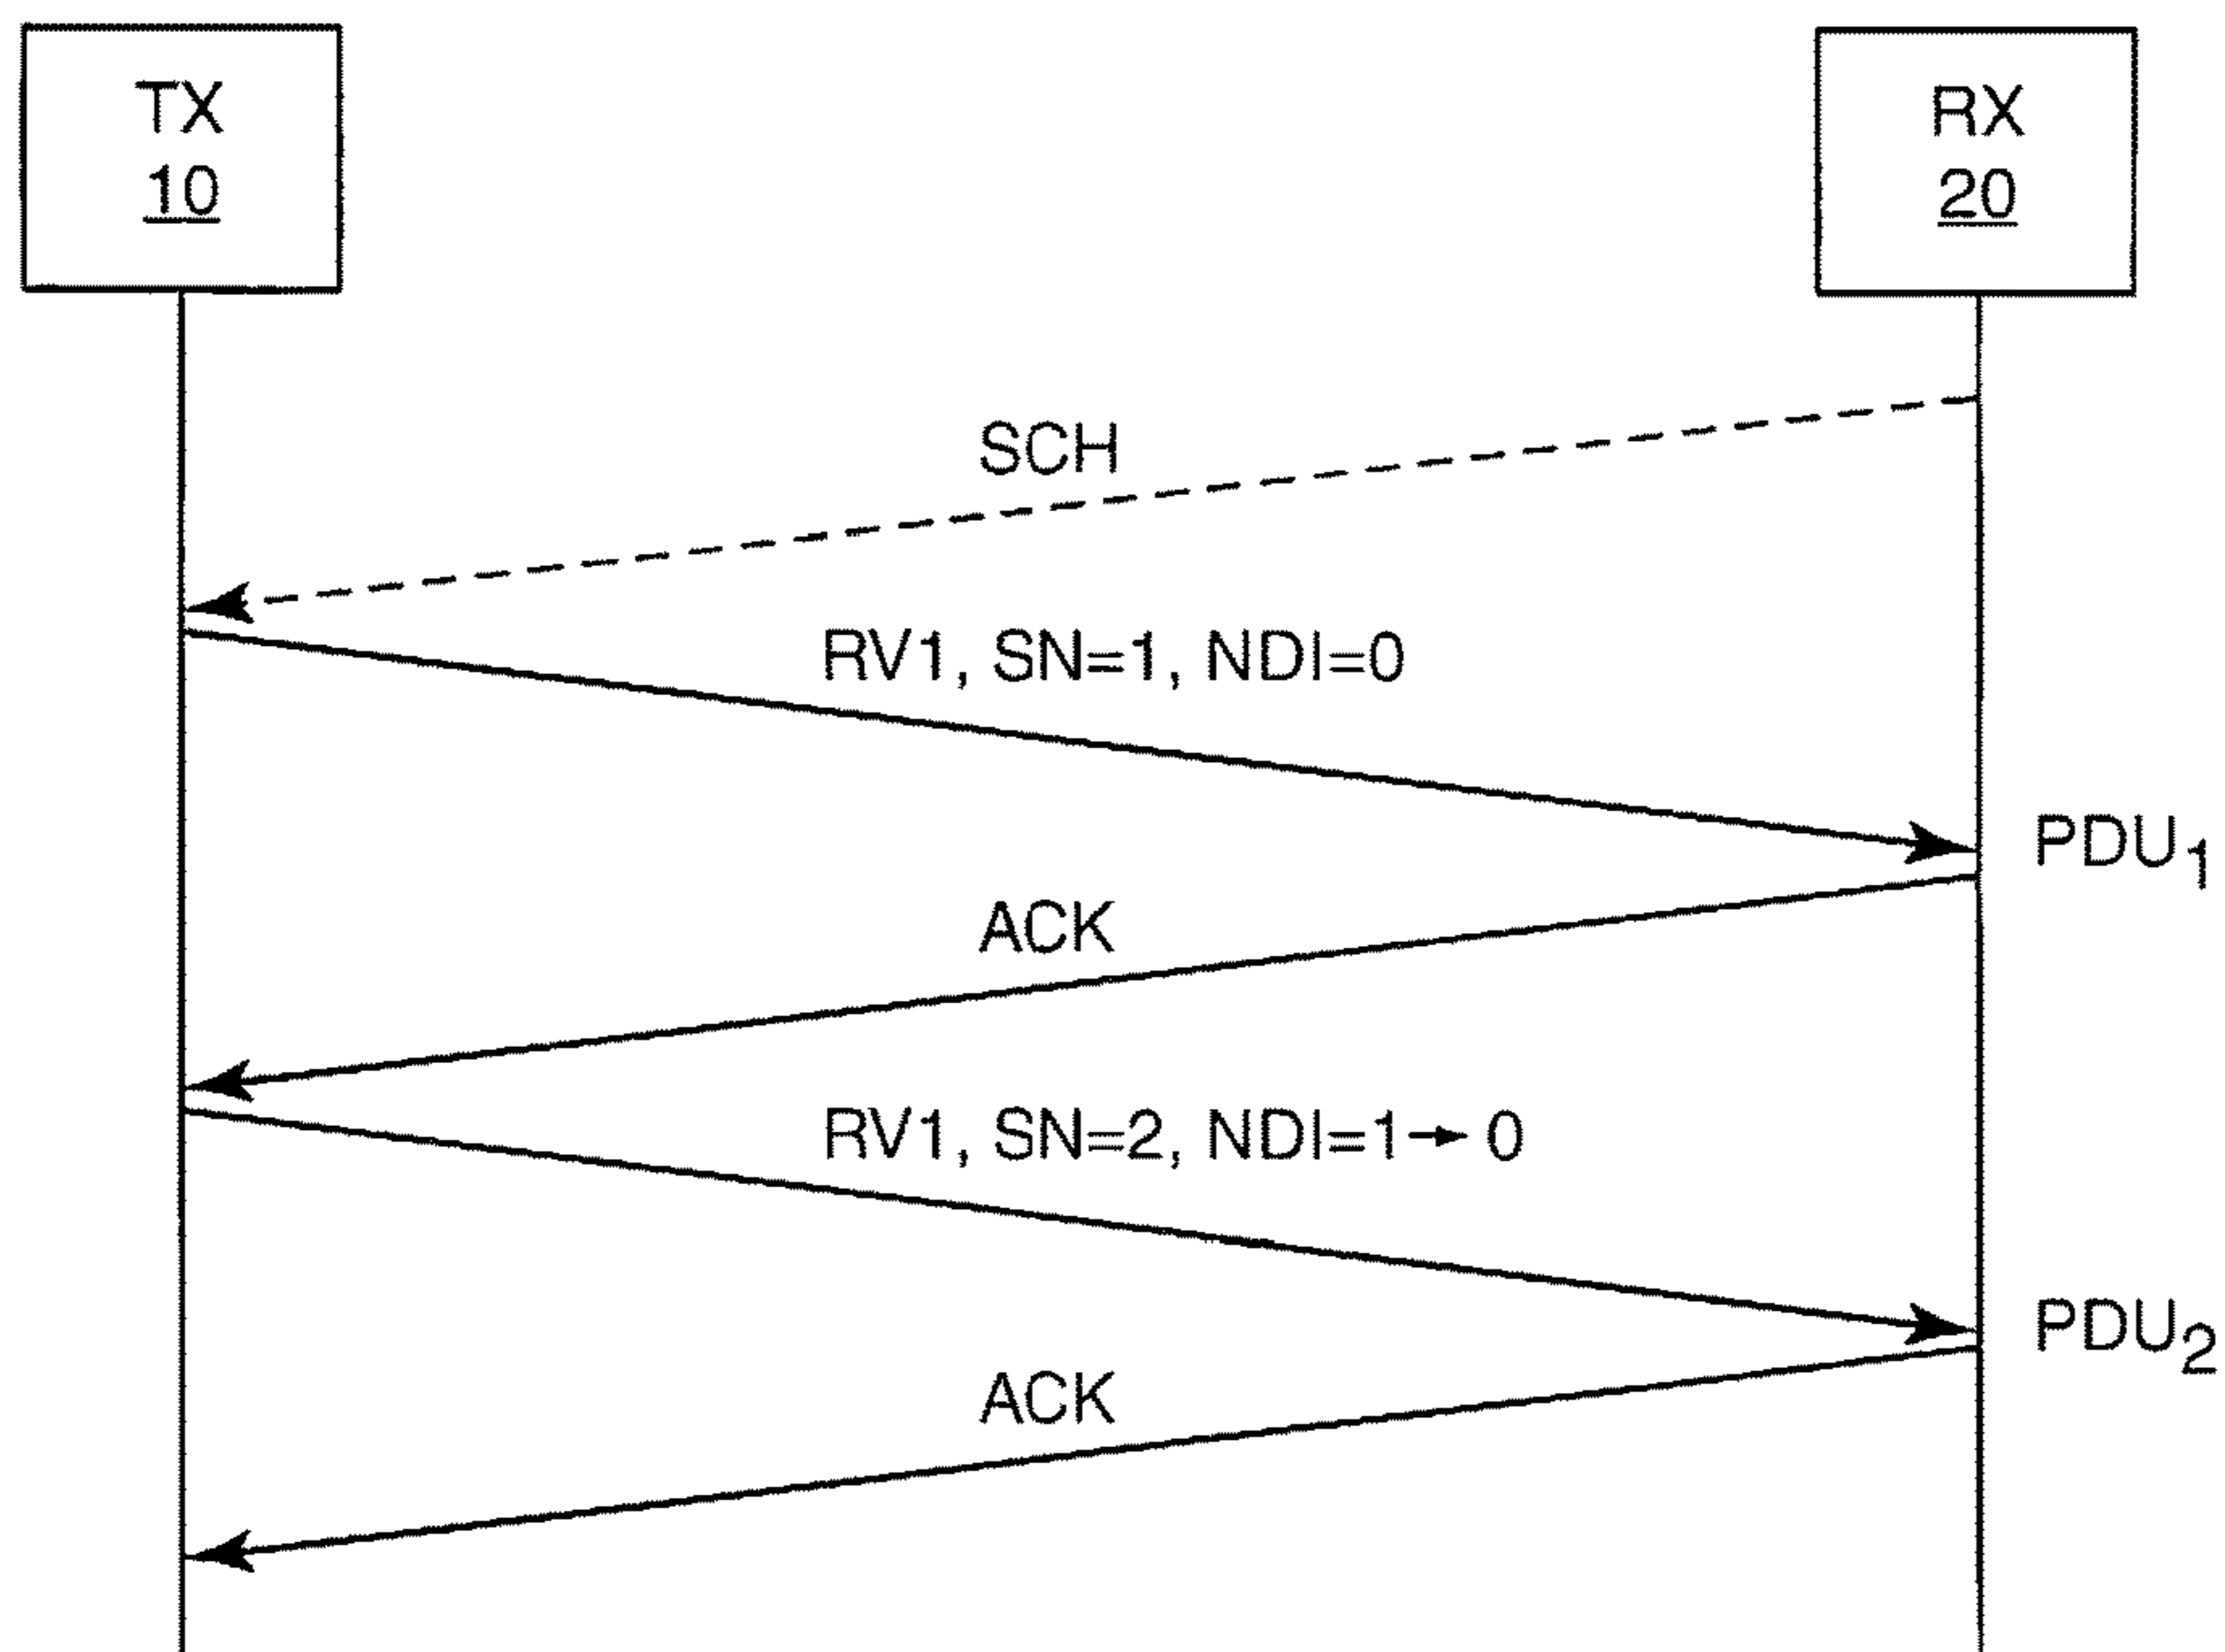 TX
10
RX
20
SCH
RV1, SN=1, NDI=0
PDU₁
ACK
RV1, SN=2, NDI=1→0
PDU₂
ACK